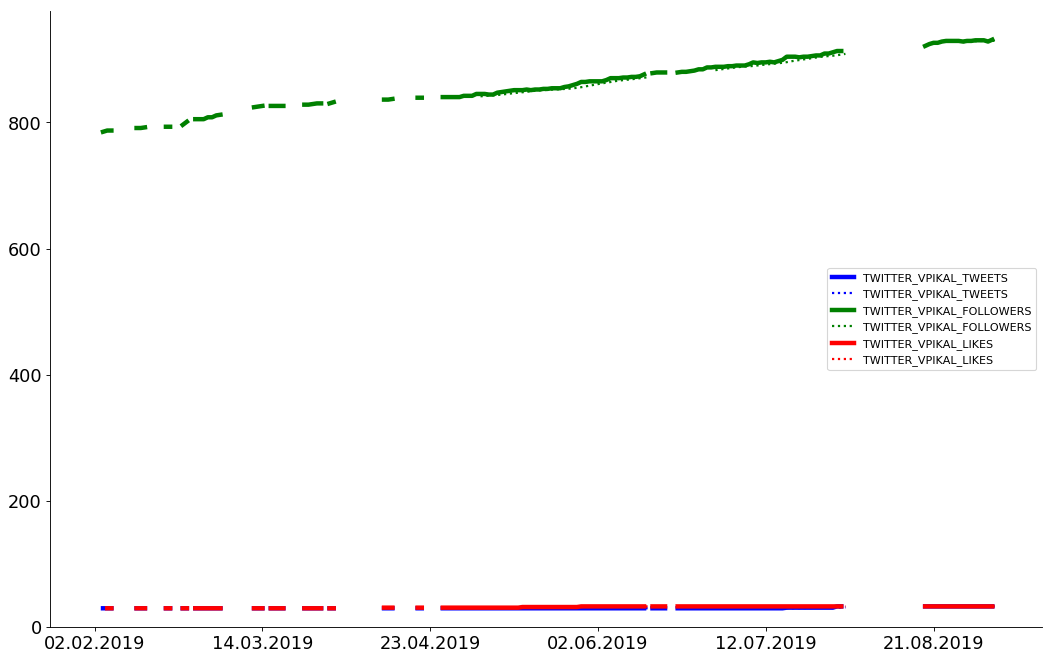 800
600
400
200
0
02.02.2019 14.03.2019 23.04.2019 02.06.2019 12.07.2019 21.08.2019
TWITTER_VPIKAL_TWEETS
TWITTER_VPIKAL_TWEETS
TWITTER_VPIKAL_FOLLOWERS
TWITTER_VPIKAL_FOLLOWERS
TWITTER_VPIKAL_LIKES
TWITTER_VPIKAL_LIKES